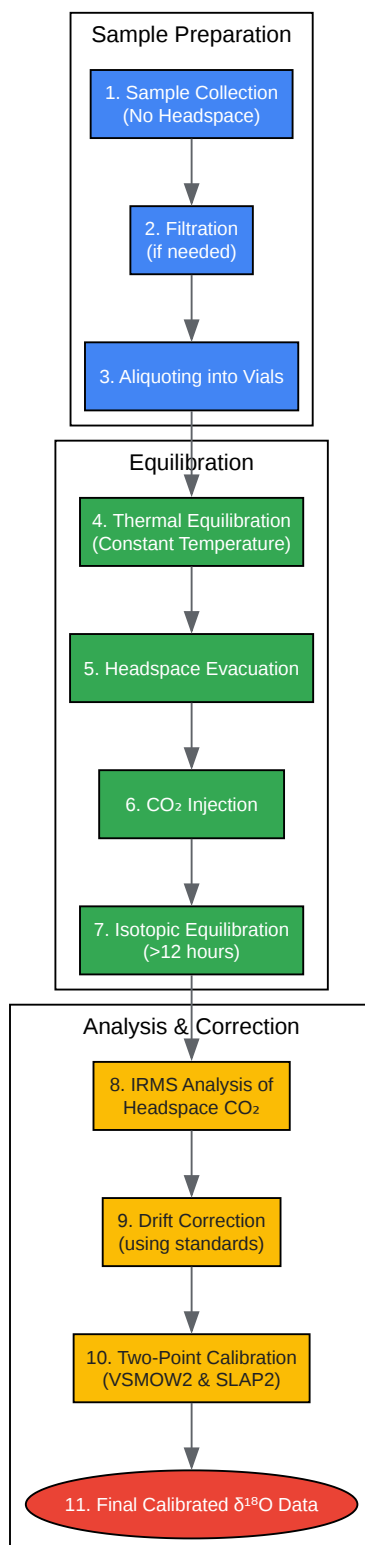 Sample Preparation
1. Sample Collection
(No Headspace)
2. Filtration
(if needed)
3. Aliquoting into Vials
Equilibration
4. Thermal Equilibration
(Constant Temperature)
5. Headspace Evacuation
6. CO₂ Injection
7. Isotopic Equilibration
(>12 hours)
Analysis & Correction
8. IRMS Analysis of
Headspace CO₂
9. Drift Correction
(using standards)
10. Two-Point Calibration
(VSMOW2 & SLAP2)
11. Final Calibrated δ¹⁸O Data